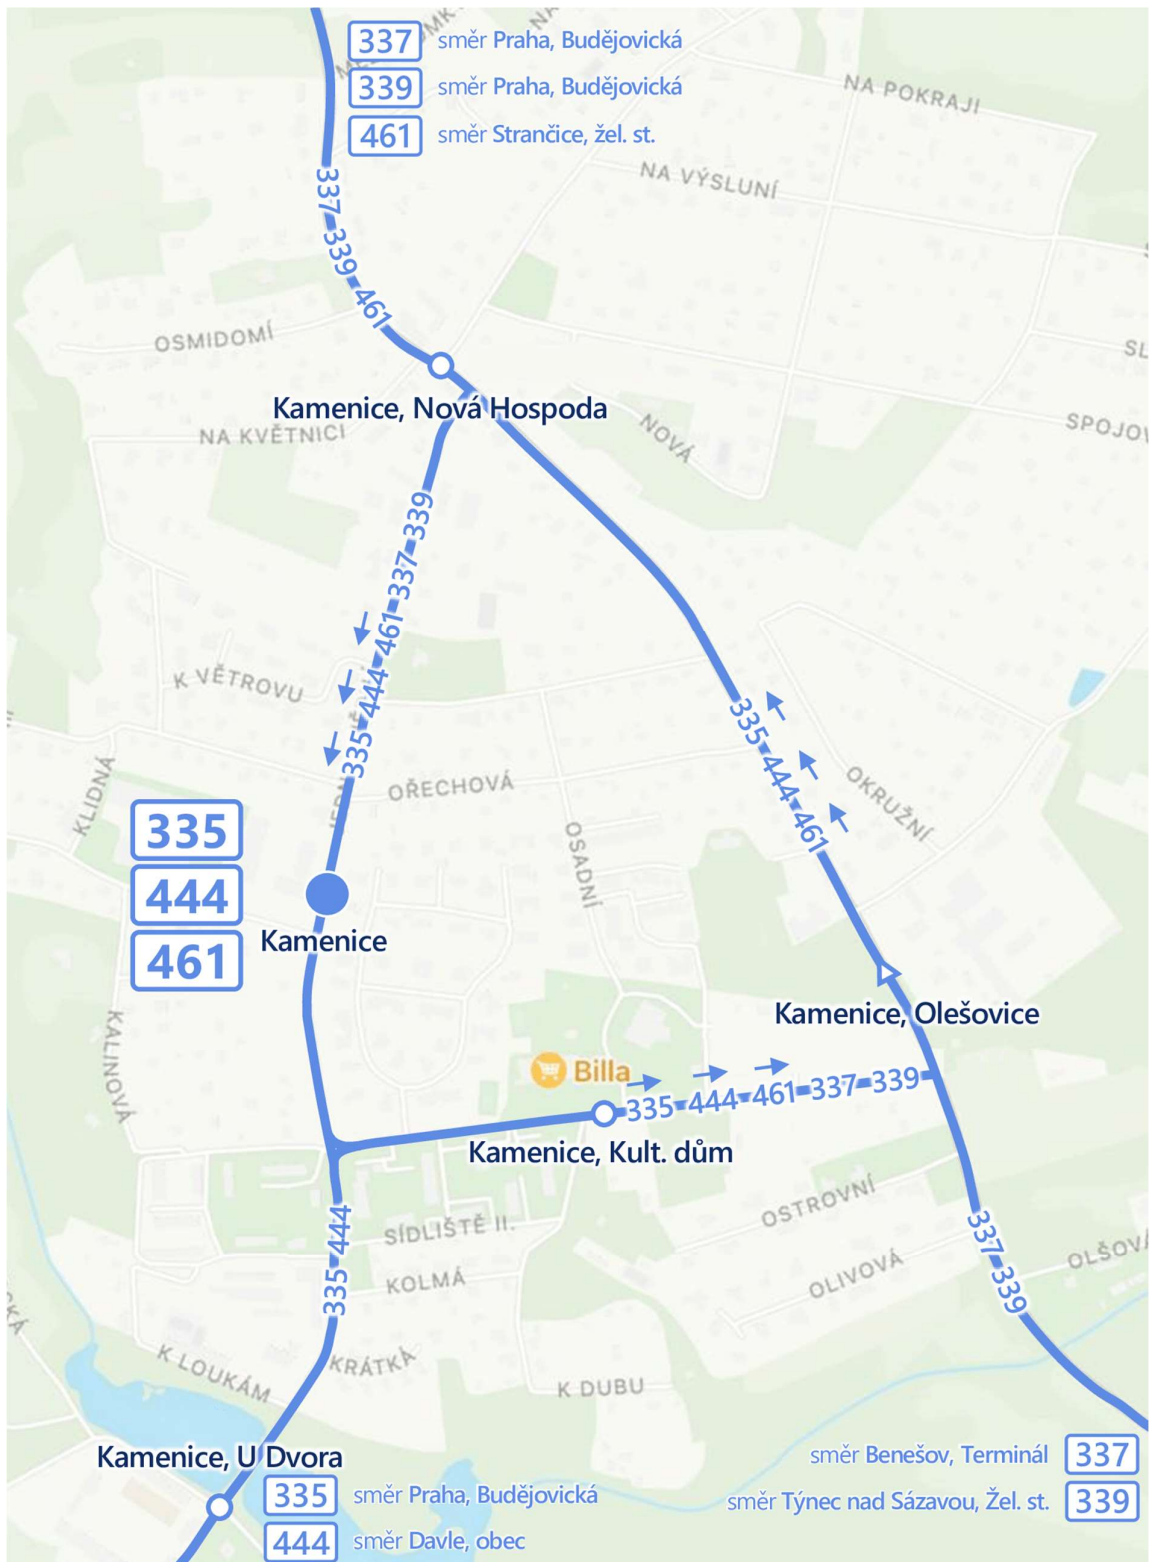 337 směr Praha, Budějovická
339 směr Praha, Budějovická
461 směr Strančice, žel. st.
NA POKRAJI
NA VÝSLUNÍ
337 339 461
OSMIDOMÍ
SL
Kamenice, Nová Hospoda
NA KVĚTNICI
NOVÁ
SPOJOV
335 444 461 337 339
K VĚTROVU
335 444 461
KLIDNÁ
OŘECHOVÁ
OKRUŽNÍ
OSADNÍ
335
444
461
Kamenice
Kamenice, Olešovice
KALINOVÁ
Billa
335 444 461 337 339
Kamenice, Kult. dům
OSTROVNÍ
335 444
SÍDLIŠTĚ II.
KOLMÁ
OLIVOVÁ
337 339
OLŠOVÁ
K LOUKÁM
KRÁTKÁ
K DUBU
Kamenice, U Dvora
335 směr Praha, Budějovická
444 směr Davle, obec
směr Benešov, Terminál 337
směr Týnec nad Sázavou, Žel. st. 339